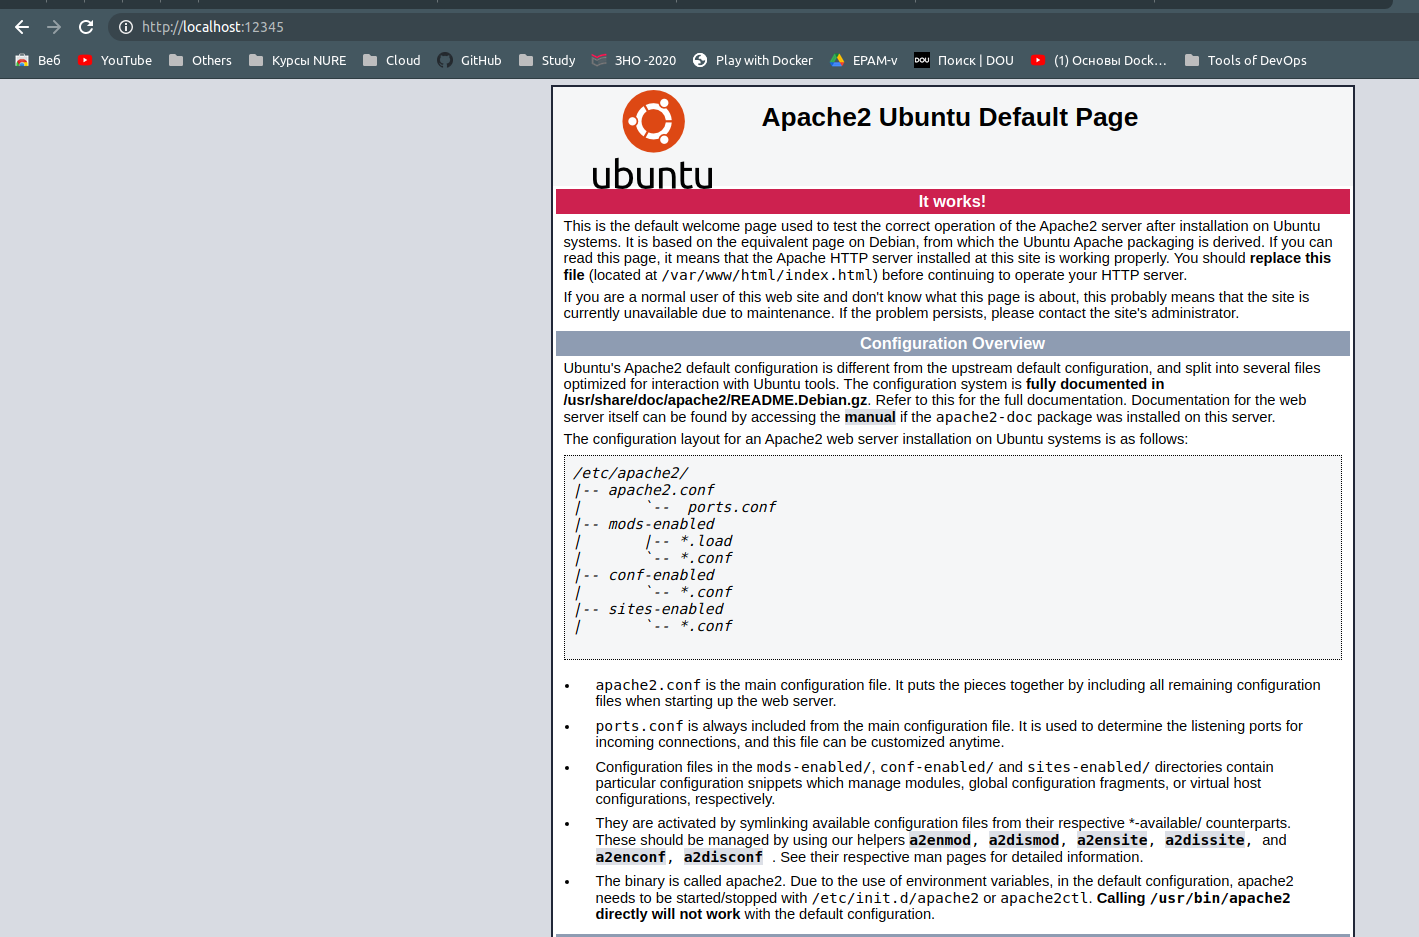 http://localhost:12345
Веб YouTube Others Курсы NURE Cloud GitHub Study ЗНО -2020 Play with Docker EPAM-v Поиск | DOU (1) Основы Dock… Tools of DevOps
DOU
ubuntu
Apache2 Ubuntu Default Page
It works!
This is the default welcome page used to test the correct operation of the Apache2 server after installation on Ubuntu
systems. It is based on the equivalent page on Debian, from which the Ubuntu Apache packaging is derived. If you can
read this page, it means that the Apache HTTP server installed at this site is working properly. You should replace this
file (located at /var/www/html/index.html) before continuing to operate your HTTP server.
If you are a normal user of this web site and don't know what this page is about, this probably means that the site is
currently unavailable due to maintenance. If the problem persists, please contact the site's administrator.
Configuration Overview
Ubuntu's Apache2 default configuration is different from the upstream default configuration, and split into several files
optimized for interaction with Ubuntu tools. The configuration system is fully documented in
/usr/share/doc/apache2/README.Debian.gz. Refer to this for the full documentation. Documentation for the web
server itself can be found by accessing the manual if the apache2-doc package was installed on this server.
The configuration layout for an Apache2 web server installation on Ubuntu systems is as follows:
/etc/apache2/
|-- apache2.conf
|       `--  ports.conf
|-- mods-enabled
|       |-- *.load
|       `-- *.conf
|-- conf-enabled
|       `-- *.conf
|-- sites-enabled
|       `-- *.conf
• apache2.conf is the main configuration file. It puts the pieces together by including all remaining configuration
files when starting up the web server.
• ports.conf is always included from the main configuration file. It is used to determine the listening ports for
incoming connections, and this file can be customized anytime.
• Configuration files in the mods-enabled/, conf-enabled/ and sites-enabled/ directories contain
particular configuration snippets which manage modules, global configuration fragments, or virtual host
configurations, respectively.
• They are activated by symlinking available configuration files from their respective *-available/ counterparts.
These should be managed by using our helpers a2enmod, a2dismod, a2ensite, a2dissite, and
a2enconf, a2disconf . See their respective man pages for detailed information.
• The binary is called apache2. Due to the use of environment variables, in the default configuration, apache2
needs to be started/stopped with /etc/init.d/apache2 or apache2ctl. Calling /usr/bin/apache2
directly will not work with the default configuration.